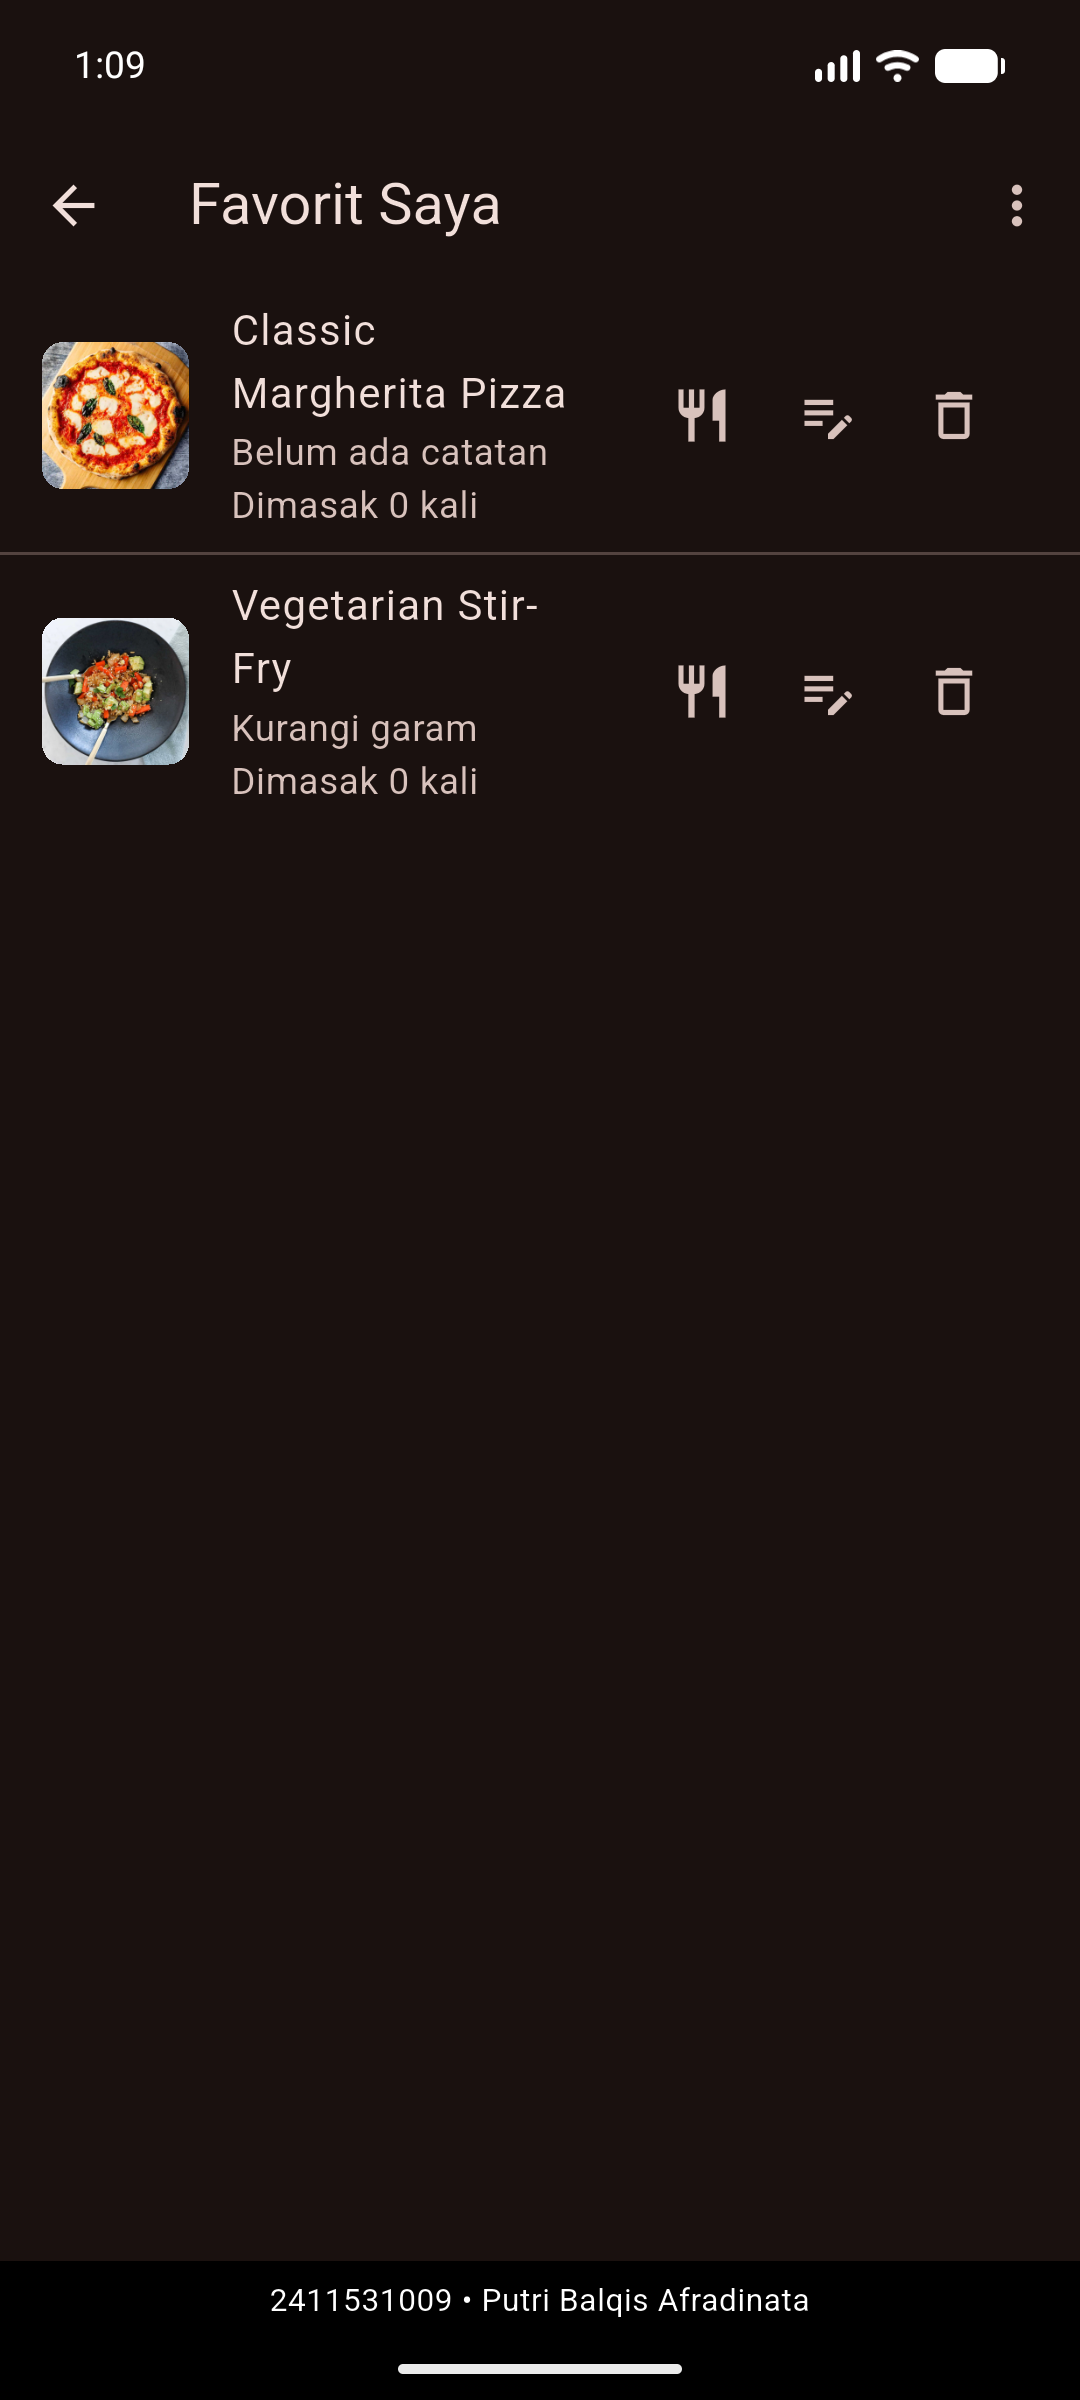 1:09
Favorit Saya
Classic
Margherita Pizza
Belum ada catatan
Dimasak 0 kali
Vegetarian Stir-
Fry
Kurangi garam
Dimasak 0 kali
2411531009 • Putri Balqis Afradinata